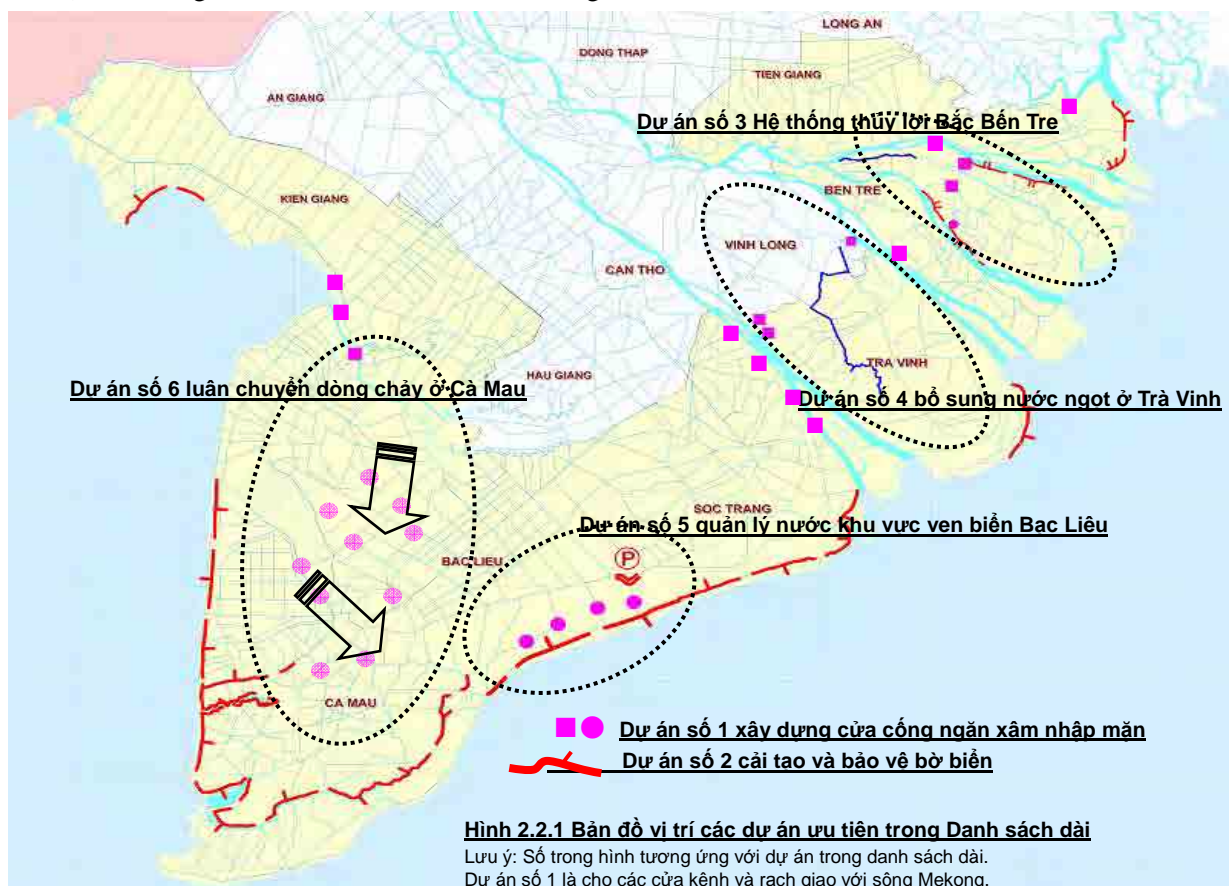 LONG AN
DONG THAP
TIEN GIANG
AN GIANG
Dự án số 3 Hệ thống thủy lợi Bắc Bến Tre
BEN TRE
KIEN GIANG
VINH LONG
CAN THO
TRA VINH
HAU GIANG
Dự án số 6 luân chuyển dòng chảy ở Cà Mau
Dự án số 4 bổ sung nước ngọt ở Trà Vinh
SOC TRANG
Dự án số 5 quản lý nước khu vực ven biển Bạc Liêu
BAC LIEU
P
CA MAU
Dự án số 1 xây dựng cửa cống ngăn xâm nhập mặn
Dự án số 2 cải tạo và bảo vệ bờ biển
Hình 2.2.1 Bản đồ vị trí các dự án ưu tiên trong Danh sách dài
Lưu ý: Số trong hình tương ứng với dự án trong danh sách dài.
Dự án số 1 là cho các cửa kênh và rạch giao với sông Mekong.